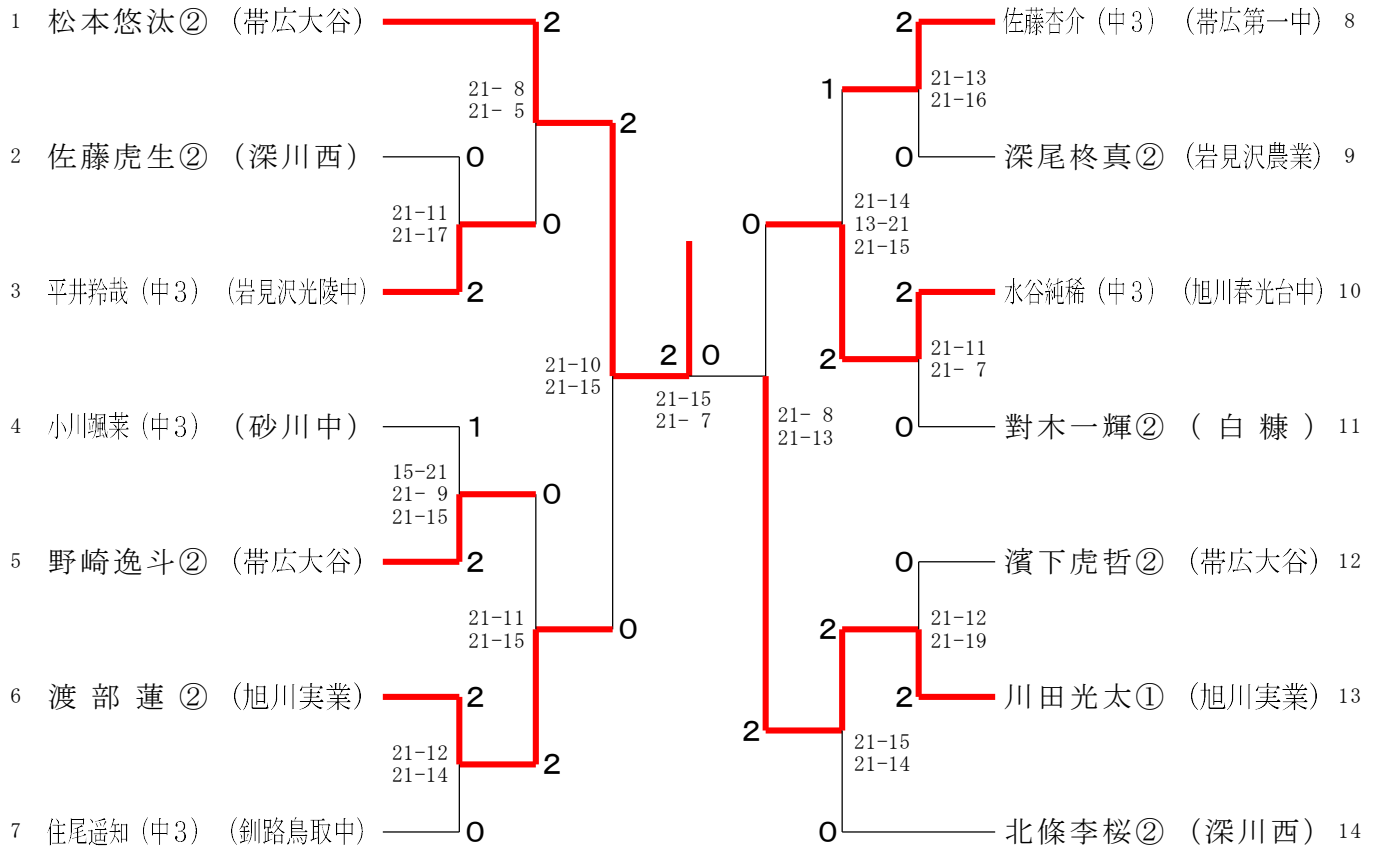 1 松本悠汰② (帯広大谷) 2
21- 8
21- 5
2
2 佐藤虎生② (深川西) 0
21-11
21-17
0
3 平井羚哉 (中3) (岩見沢光陵中) 2
21-10
21-15
2 0
21-15
21- 7
4 小川颯菜 (中3) (砂川中) 1
15-21
21- 9
21-15
0
5 野崎逸斗② (帯広大谷) 2
21-11
21-15
0
6 渡部蓮② (旭川実業) 2
21-12
21-14
2
7 住尾遥知 (中3) (釧路鳥取中) 0
2 佐藤杏介 (中3) (帯広第一中) 8
1
21-13
21-16
0 深尾柊真② (岩見沢農業) 9
0
21-14
13-21
21-15
2 水谷純稀 (中3) (旭川春光台中) 10
2
21-11
21- 7
0 對木一輝② (白糠) 11
21- 8
21-13
0 濱下虎哲② (帯広大谷) 12
2
21-12
21-19
2 川田光太① (旭川実業) 13
2
21-15
21-14
0 北條李桜② (深川西) 14